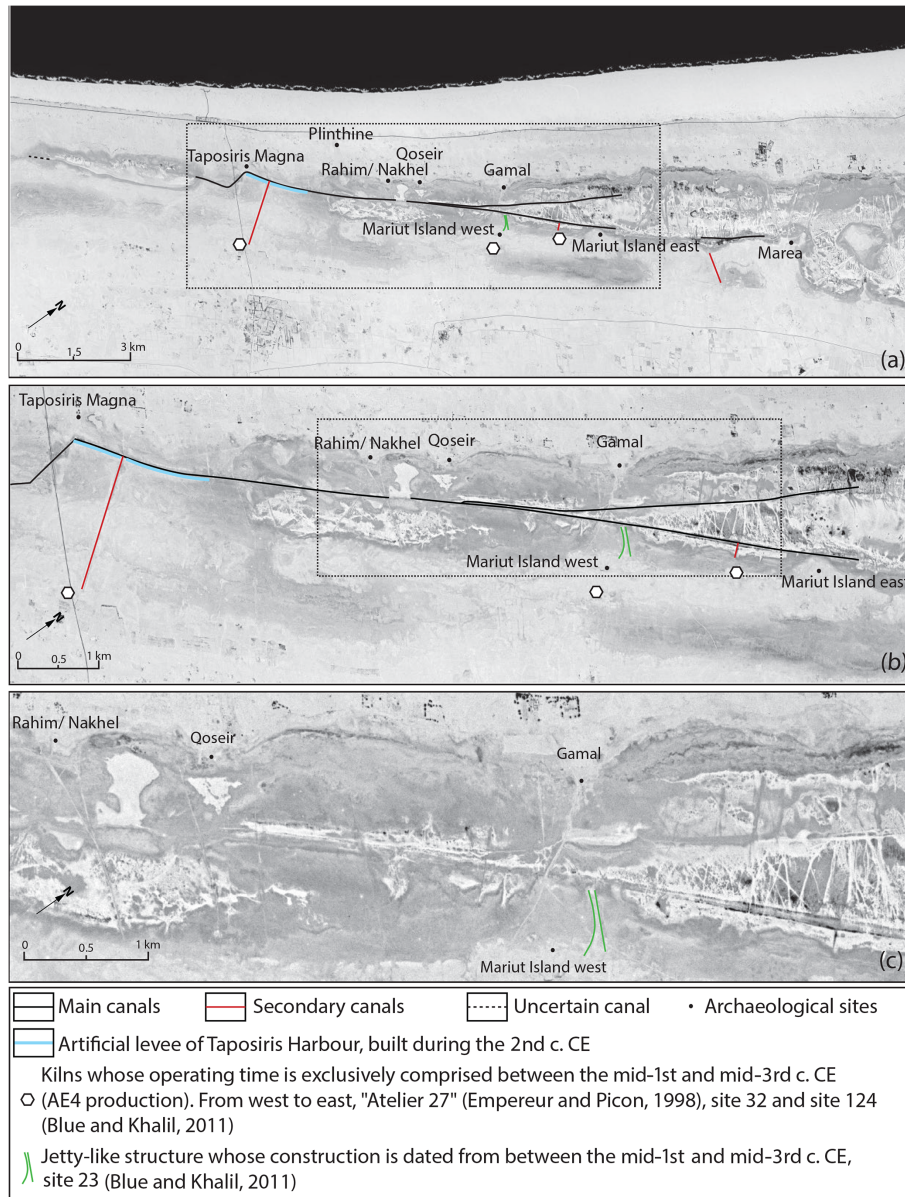 Plinthine
Taposiris Magna
Qoseir
Rahim/ Nakhel
Gamal
Mariut Island west
Mariut Island east
Marea
N
0 1,5 3 km
(a)
Taposiris Magna
Rahim/ Nakhel
Qoseir
Gamal
Mariut Island west
Mariut Island east
N
0 0.5 1 km
(b)
Rahim/ Nakhel
Qoseir
Gamal
N
0 0.5 1 km
Mariut Island west
(c)
Main canals Secondary canals Uncertain canal Archaeological sites
Artificial levee of Taposiris Harbour, built during the 2nd c. CE
Kilns whose operating time is exclusively comprised between the mid-1st and mid-3rd c. CE
(AE4 production). From west to east, "Atelier 27" (Empereur and Picon, 1998), site 32 and site 124
(Blue and Khalil, 2011)
Jetty-like structure whose construction is dated from between the mid-1st and mid-3rd c. CE,
site 23 (Blue and Khalil, 2011)